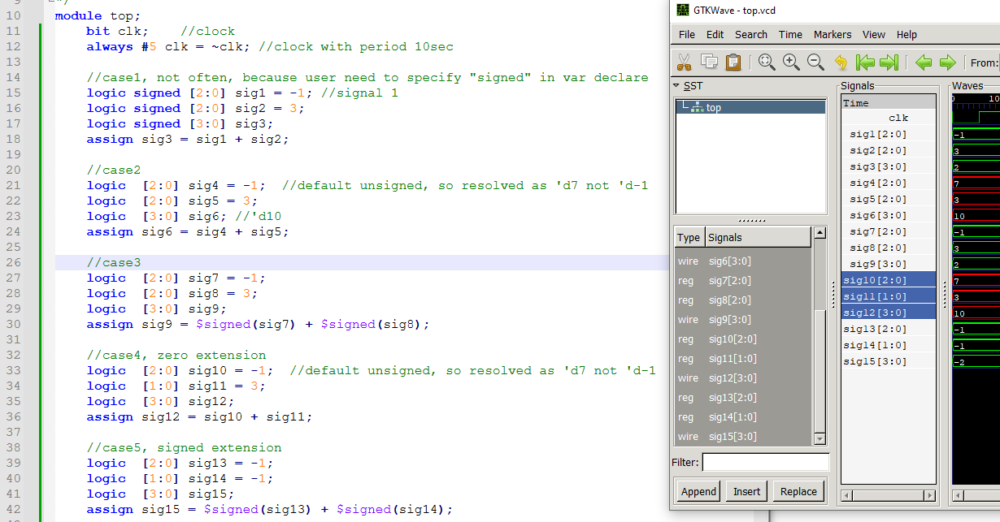 9
10 module top;
11 bit clk; //clock
12 always #5 clk = ~clk; //clock with period 10sec
13
14 //case1, not often, because user need to specify "signed" in var declare
15 logic signed [2:0] sig1 = -1; //signal 1
16 logic signed [2:0] sig2 = 3;
17 logic signed [3:0] sig3;
18 assign sig3 = sig1 + sig2;
19
20 //case2
21 logic [2:0] sig4 = -1; //default unsigned, so resolved as 'd7 not 'd-1
22 logic [2:0] sig5 = 3;
23 logic [3:0] sig6; //'d10
24 assign sig6 = sig4 + sig5;
25
26 //case3
27 logic [2:0] sig7 = -1;
28 logic [2:0] sig8 = 3;
29 logic [3:0] sig9;
30 assign sig9 = $signed(sig7) + $signed(sig8);
31
32 //case4, zero extension
33 logic [2:0] sig10 = -1; //default unsigned, so resolved as 'd7 not 'd-1
34 logic [1:0] sig11 = 3;
35 logic [3:0] sig12;
36 assign sig12 = sig10 + sig11;
37
38 //case5, signed extension
39 logic [2:0] sig13 = -1;
40 logic [1:0] sig14 = -1;
41 logic [3:0] sig15;
42 assign sig15 = $signed(sig13) + $signed(sig14);
GTKWave - top.vcd
File Edit Search Time Markers View Help
From:
SST
top
Type Signals
wire sig6[3:0]
reg sig7[2:0]
reg sig8[2:0]
wire sig9[3:0]
reg sig10[2:0]
reg sig11[1:0]
wire sig12[3:0]
reg sig13[2:0]
reg sig14[1:0]
wire sig15[3:0]
Filter:
Append Insert Replace
Signals
Time
clk
sig1[2:0]
sig2[2:0]
sig3[3:0]
sig4[2:0]
sig5[2:0]
sig6[3:0]
sig7[2:0]
sig8[2:0]
sig9[3:0]
sig10[2:0]
sig11[1:0]
sig12[3:0]
sig13[2:0]
sig14[1:0]
sig15[3:0]
Waves
0 10
-1
3
2
7
3
10
-1
3
2
7
3
10
-1
-1
-2